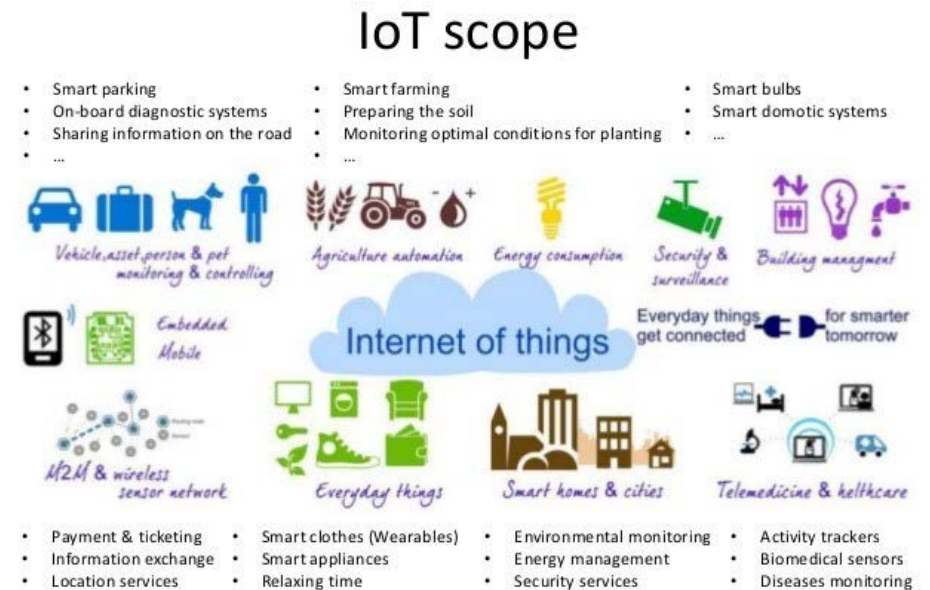 IoT scope
• Smart parking
• On-board diagnostic systems
• Sharing information on the road
• ...
• Smart farming
• Preparing the soil
• Monitoring optimal conditions for planting
• ...
• Smart bulbs
• Smart domotic systems
• ...
Vehicle,asset,person & pet
monitoring & controlling
Agriculture automation
Energy consumption
Security &
surveillance
Building managment
Embedded
Mobile
Internet of things
Everyday things
get connected
for smarter
tomorrow
M2M & wireless
sensor network
Everyday things
Smart homes & cities
Telemedicine & helthcare
• Payment & ticketing
• Information exchange
• Location services
• Smart clothes (Wearables)
• Smart appliances
• Relaxing time
• Environmental monitoring
• Energy management
• Security services
• Activity trackers
• Biomedical sensors
• Diseases monitoring